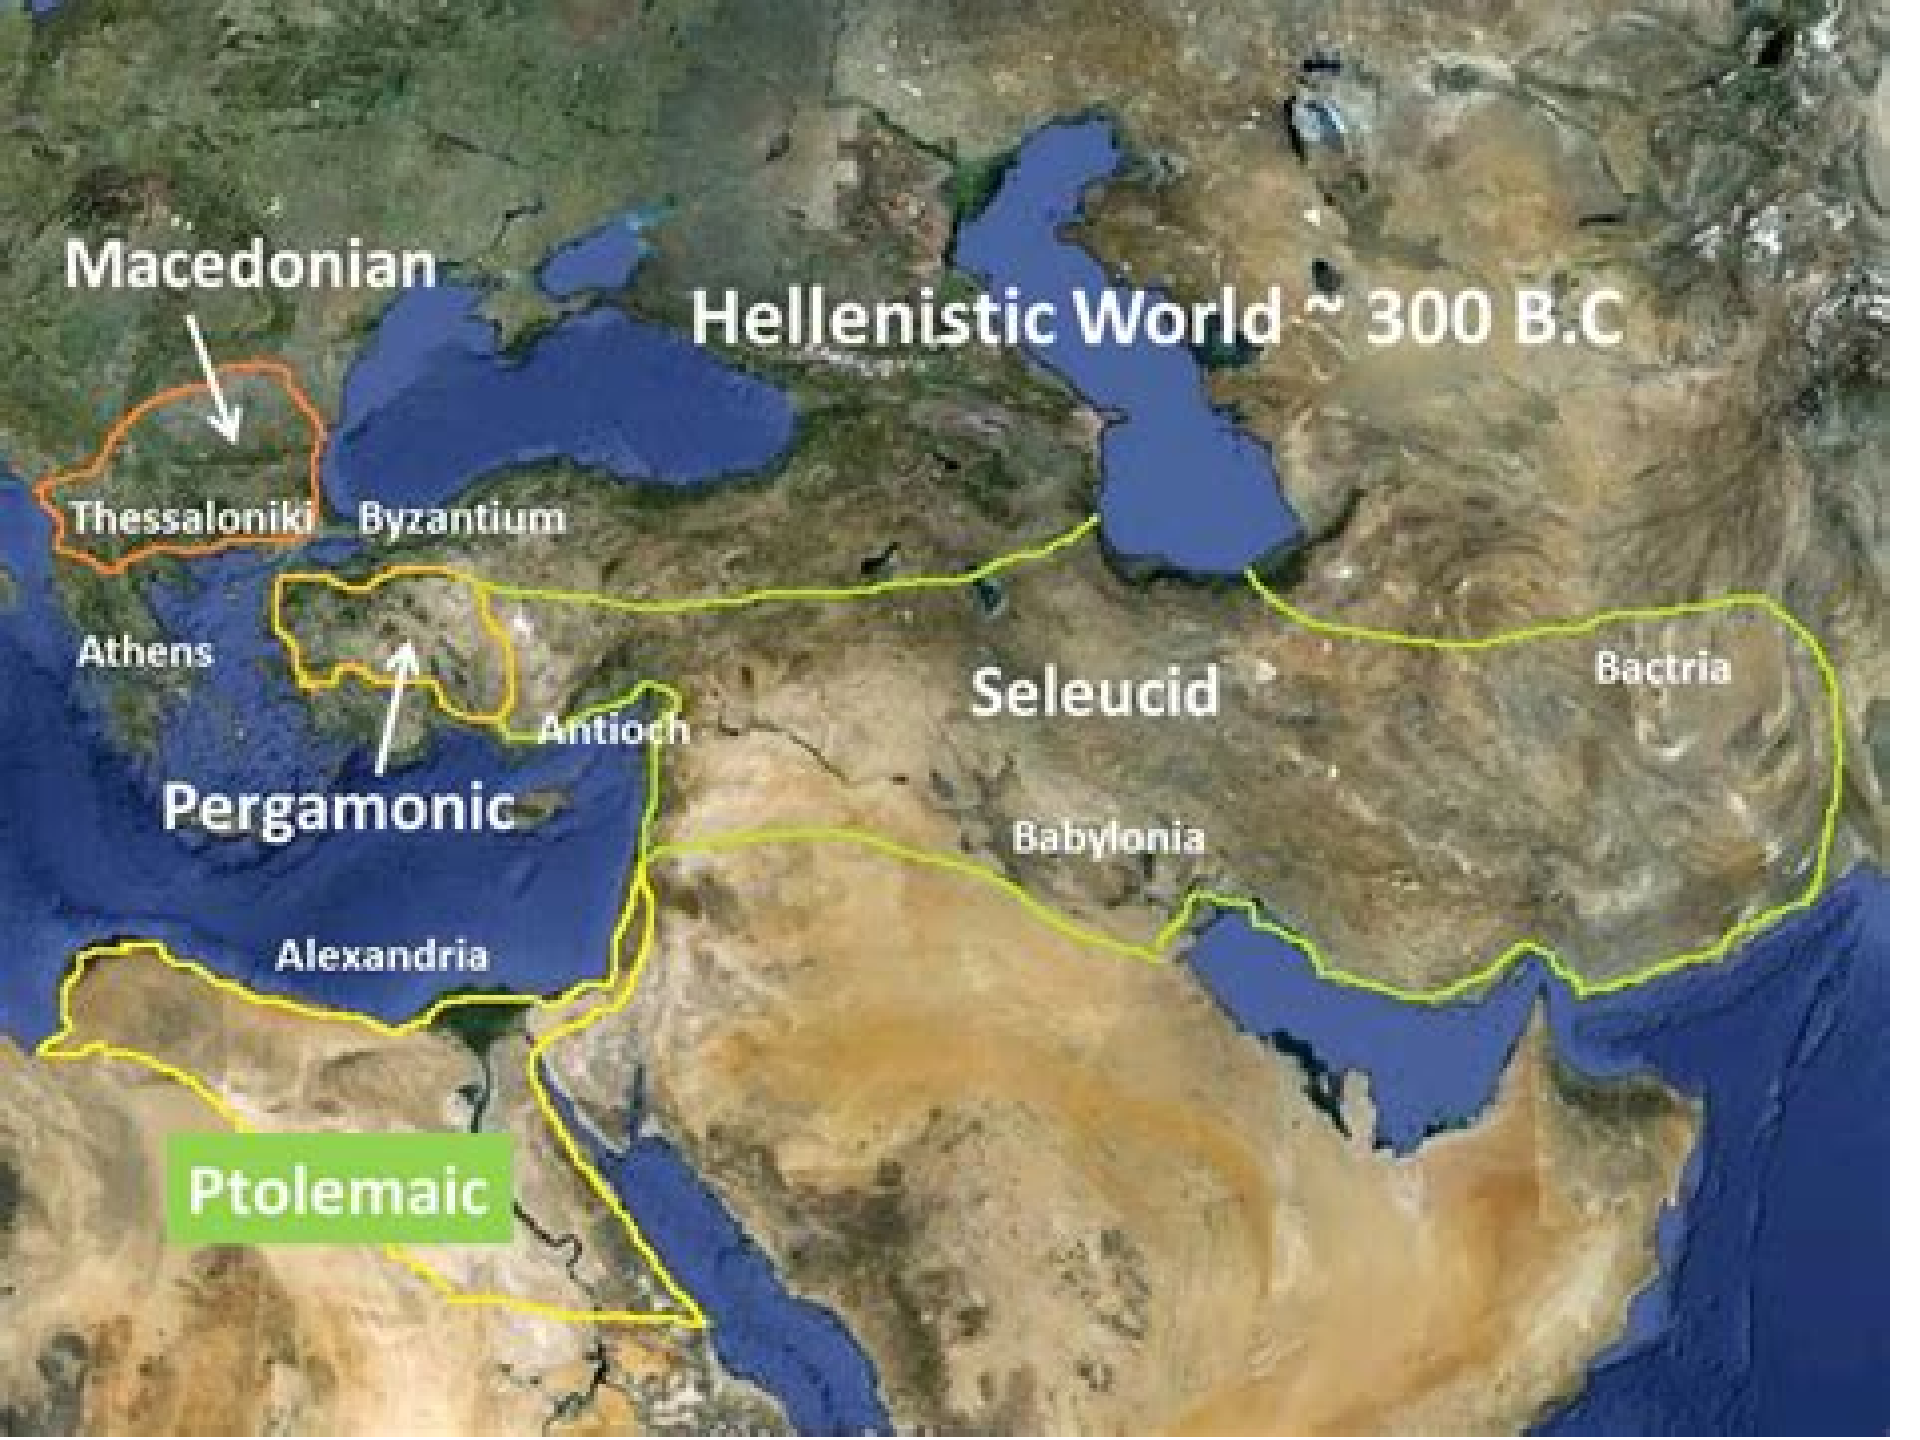 Macedonian
Hellenistic World ~ 300 B.C
Thessaloniki
Byzantium
Athens
Bactria
Seleucid
Antioch
Pergamonic
Babylonia
Alexandria
Ptolemaic